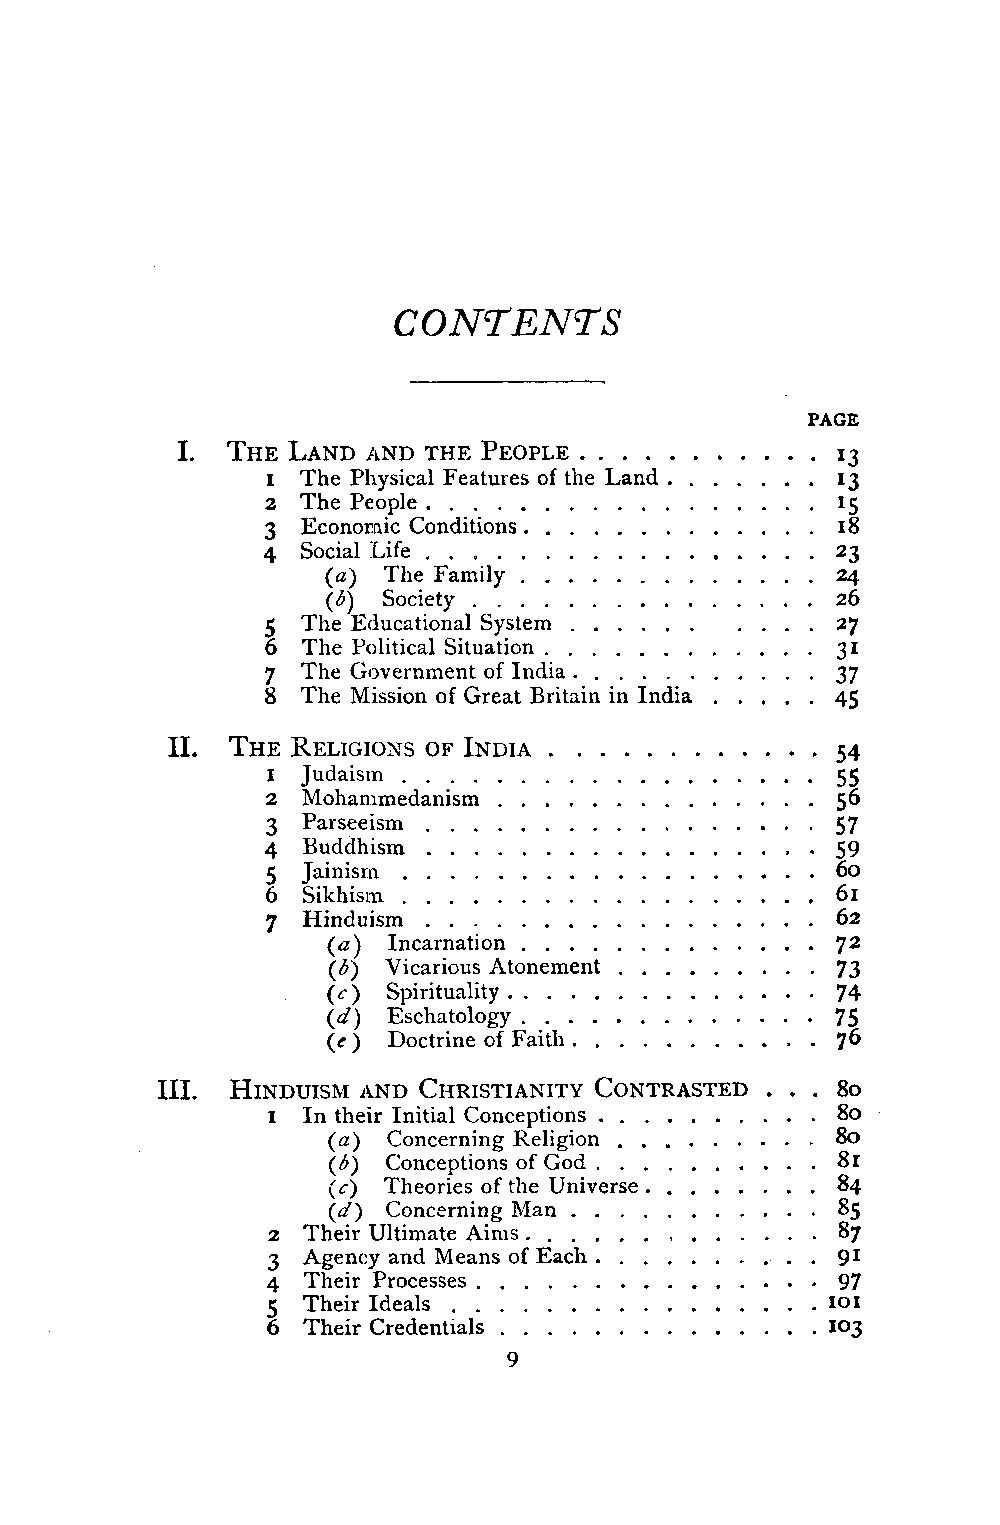 CONTENTS
PAGE
I. THE LAND AND THE PEOPLE . . . . . . . . . . . 13
1 The Physical Features of the Land . . . . . . . 13
2 The People . . . . . . . . . . . . . . . . . 15
3 Economic Conditions . . . . . . . . . . . . . 18
4 Social Life . . . . . . . . . . . . . . . . . 23
(a) The Family . . . . . . . . . . . . . 24
(b) Society . . . . . . . . . . . . . . . 26
5 The Educational System . . . . . . . . . . 27
6 The Political Situation . . . . . . . . . . . . 31
7 The Government of India . . . . . . . . . . . 37
8 The Mission of Great Britain in India . . . . . 45
II. THE RELIGIONS OF INDIA . . . . . . . . . . . . 54
1 Judaism . . . . . . . . . . . . . . . . . . 55
2 Mohammedanism . . . . . . . . . . . . . . 56
3 Parseeism . . . . . . . . . . . . . . . . . 57
4 Buddhism . . . . . . . . . . . . . . . . . 59
5 Jainism . . . . . . . . . . . . . . . . . . 60
6 Sikhism . . . . . . . . . . . . . . . . . . 61
7 Hinduism . . . . . . . . . . . . . . . . . 62
(a) Incarnation . . . . . . . . . . . . . 72
(b) Vicarious Atonement . . . . . . . . . 73
(c) Spirituality . . . . . . . . . . . . . . 74
(d) Eschatology . . . . . . . . . . . . . 75
(e) Doctrine of Faith . . . . . . . . . . . 76
III. HINDUISM AND CHRISTIANITY CONTRASTED . . . 80
1 In their Initial Conceptions . . . . . . . . . . 80
(a) Concerning Religion . . . . . . . . . 80
(b) Conceptions of God . . . . . . . . . . 81
(c) Theories of the Universe . . . . . . . . 84
(d) Concerning Man . . . . . . . . . . . 85
2 Their Ultimate Aims . . . . . . . . . . . . . 87
3 Agency and Means of Each . . . . . . . . . . 91
4 Their Processes . . . . . . . . . . . . . . . 97
5 Their Ideals . . . . . . . . . . . . . . . . 101
6 Their Credentials . . . . . . . . . . . . . . 103
9